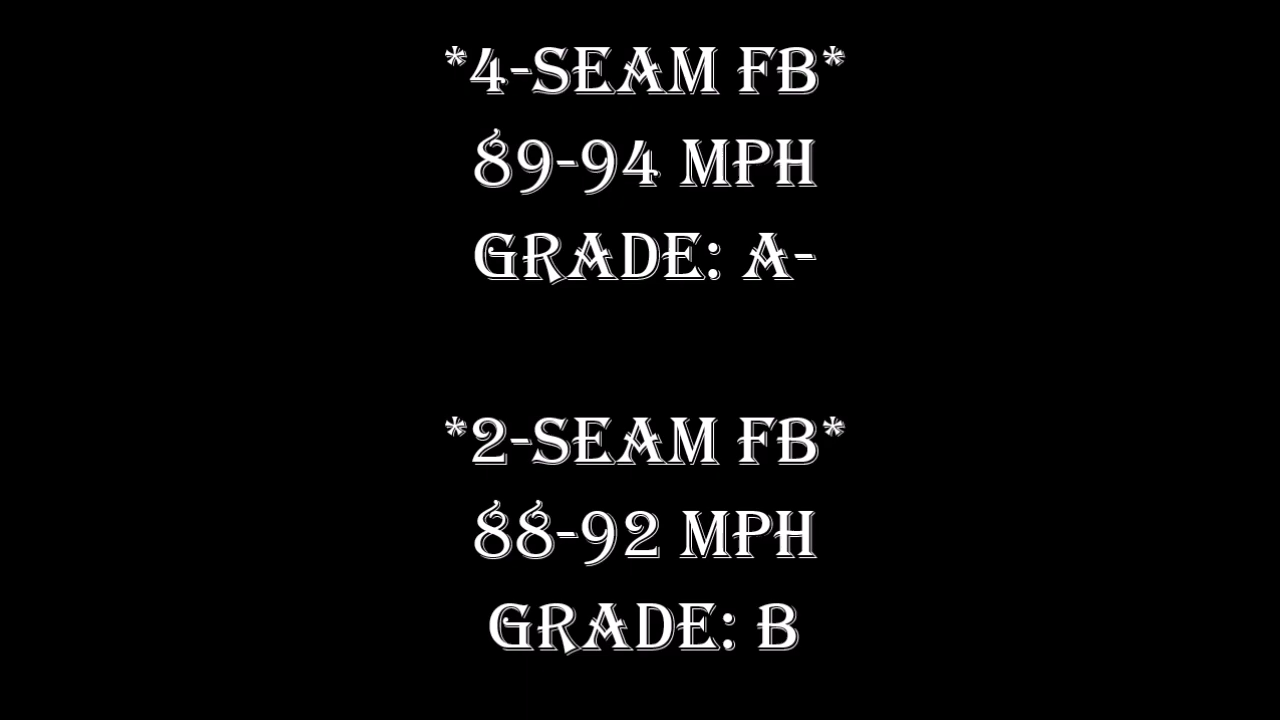 *4-SEAM FB*
89-94 MPH
GRADE: A-
*2-SEAM FB*
88-92 MPH
GRADE: B